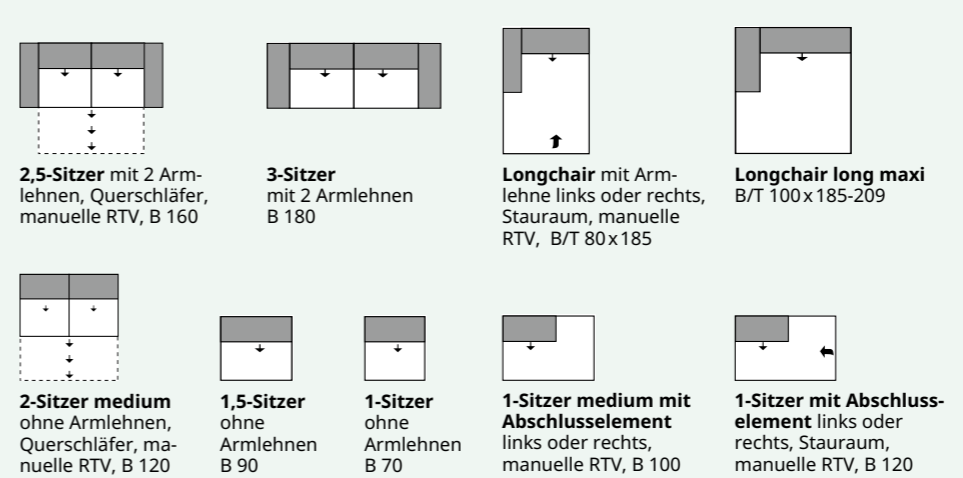 2,5-Sitzer mit 2 Arm-
lehnen, Querschläfer,
manuelle RTV, B 160
3-Sitzer
mit 2 Armlehnen
B 180
Longchair mit Arm-
lehne links oder rechts,
Stauraum, manuelle
RTV, B/T 80 x 185
Longchair long maxi
B/T 100 x 185-209
2-Sitzer medium
ohne Armlehnen,
Querschläfer, ma-
nuelle RTV, B 120
1,5-Sitzer
ohne
Armlehnen
B 90
1-Sitzer
ohne
Armlehnen
B 70
1-Sitzer medium mit
Abschlusselement
links oder rechts,
manuelle RTV, B 100
1-Sitzer mit Abschluss-
element links oder
rechts, Stauraum,
manuelle RTV, B 120